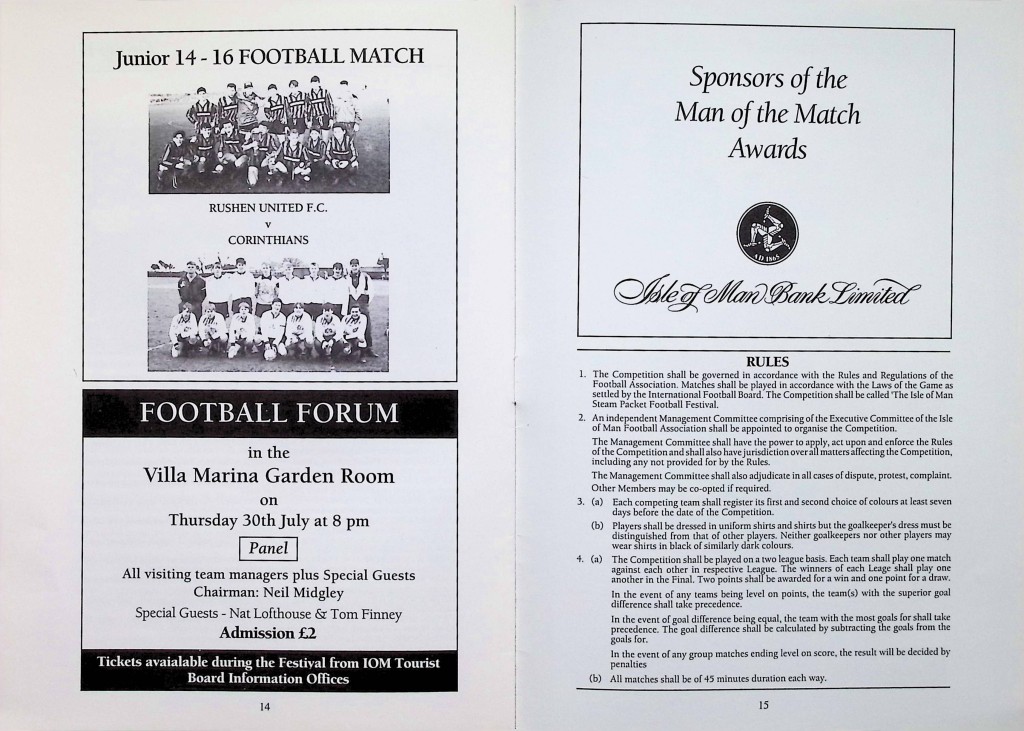 Junior 14 - 16 FOOTBALL MATCH
RUSHEN UNITED F.C.
v
CORINTHIANS
FOOTBALL FORUM
in the
Villa Marina Garden Room
on
Thursday 30th July at 8 pm
Panel
All visiting team managers plus Special Guests
Chairman: Neil Midgley
Special Guests - Nat Lofthouse & Tom Finney
Admission £2
Tickets avaialable during the Festival from IOM Tourist
Board Information Offices
14
Sponsors of the
Man of the Match
Awards
AD 1865
Isle of Man Bank Limited
RULES
1. The Competition shall be governed in accordance with the Rules and Regulations of the
Football Association. Matches shall be played in accordance with the Laws of the Game as
settled by the International Football Board. The Competition shall be called 'The Isle of Man
Steam Packet Football Festival.
2. An independent Management Committee comprising of the Executive Committee of the Isle
of Man Football Association shall be appointed to organise the Competition.
The Management Committee shall have the power to apply, act upon and enforce the Rules
of the Competition and shall also have jurisdiction over all matters affecting the Competition,
including any not provided for by the Rules.
The Management Committee shall also adjudicate in all cases of dispute, protest, complaint.
Other Members may be co-opted if required.
3. (a) Each competing team shall register its first and second choice of colours at least seven
days before the date of the Competition.
(b) Players shall be dressed in uniform shirts and shirts but the goalkeeper's dress must be
distinguished from that of other players. Neither goalkeepers nor other players may
wear shirts in black of similarly dark colours.
4. (a) The Competition shall be played on a two league basis. Each team shall play one match
against each other in respective League. The winners of each Leage shall play one
another in the Final. Two points shall be awarded for a win and one point for a draw.
In the event of any teams being level on points, the team(s) with the superior goal
difference shall take precedence.
In the event of goal difference being equal, the team with the most goals for shall take
precedence. The goal difference shall be calculated by subtracting the goals from the
goals for.
In the event of any group matches ending level on score, the result will be decided by
penalties
(b) All matches shall be of 45 minutes duration each way.
15